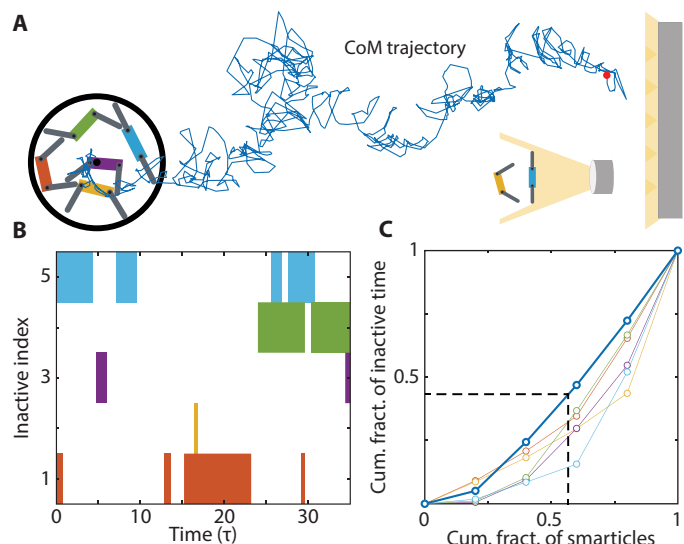 A
CoM trajectory
B
5
3
1
Inactive index
0
10
20
30
Time (τ)
C
1
0.5
Cum. fract. of inactive time
0
0.5
1
Cum. fract. of smarticles